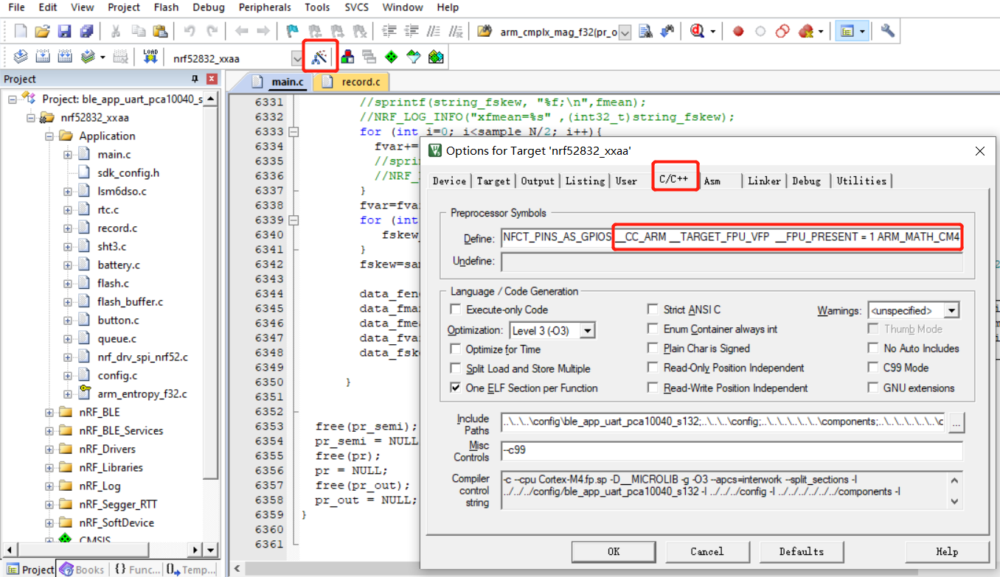 File Edit View Project Flash Debug Peripherals Tools SVCS Window Help
arm_cmplx_mag_f32(pr_o
LOAD nrf52832_xxaa
Project
Project: ble_app_uart_pca10040_s
nrf52832_xxaa
Application
main.c
sdk_config.h
lsm6dso.c
rtc.c
record.c
sht3.c
battery.c
flash.c
flash_buffer.c
button.c
queue.c
nrf_drv_spi_nrf52.c
config.c
arm_entropy_f32.c
nRF_BLE
nRF_BLE_Services
nRF_Drivers
nRF_Libraries
nRF_Log
nRF_Segger_RTT
nRF_SoftDevice
CMSIS
Project Books {} Func... Temp...
main.c record.c
6331 //sprintf(string_fskew, "%f;\n",fmean);
6332 //NRF_LOG_INFO("xfmean=%s" ,(int32_t)string_fskew);
6333 for (int i=0; i<sample_N/2; i++){
6334 fvar+=
6335 //sprin
6336 //NRF_
6337 }
6338 fvar=fvar
6339 for (int
6340 fskew_
6341 }
6342 fskew=sam
6343
6344 data_fen
6345 data_fma
6346 data_fme
6347 data_fva
6348 data_fsk
6349
6350 }
6351
6352
6353 free(pr_semi);
6354 pr_semi = NULL
6355 free(pr);
6356 pr = NULL;
6357 free(pr_out);
6358 pr_out = NULL;
6359 }
6360
6361
Options for Target 'nrf52832_xxaa'
Device Target Output Listing User C/C++ Asm Linker Debug Utilities
Preprocessor Symbols
Define: NFCT_PINS_AS_GPIOS __CC_ARM __TARGET_FPU_VFP __FPU_PRESENT = 1 ARM_MATH_CM4
Undefine:
Language / Code Generation
Execute-only Code
Optimization: Level 3 (-O3)
Optimize for Time
Split Load and Store Multiple
One ELF Section per Function
Strict ANSI C
Enum Container always int
Plain Char is Signed
Read-Only Position Independent
Read-Write Position Independent
Warnings: <unspecified>
Thumb Mode
No Auto Includes
C99 Mode
GNU extensions
Include Paths ..\..\..\config\ble_app_uart_pca10040_s132;..\..\..\config;..\..\..\..\..\..\components;..\..\..\..\..\..\c ...
Misc Controls --c99
Compiler control string -c --cpu Cortex-M4.fp.sp -D__MICROLIB -g -O3 --apcs=interwork --split_sections -I
../../../config/ble_app_uart_pca10040_s132 -I ../../../config -I ../../../../../../components -I
OK Cancel Defaults Help